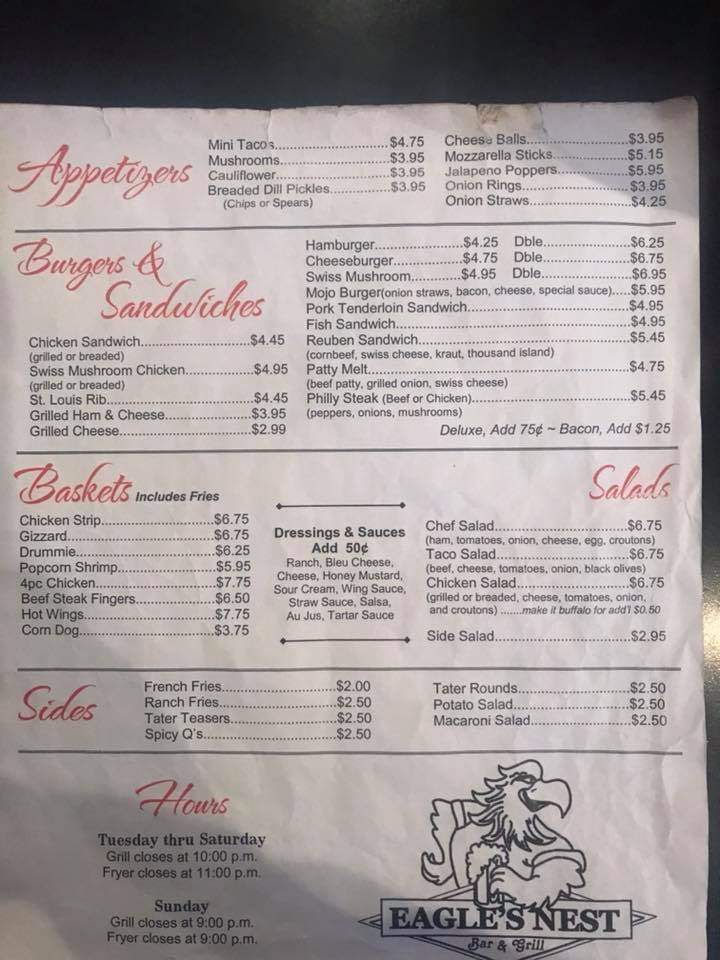 Appetizers
Mini Tacos..................................$4.75
Mushrooms.................................$3.95
Cauliflower..................................$3.95
Breaded Dill Pickles....................$3.95
(Chips or Spears)
Cheese Balls..............................$3.95
Mozzarella Sticks.......................$5.15
Jalapeno Poppers......................$5.95
Onion Rings...............................$3.95
Onion Straws.............................$4.25
Burgers &
Sandwiches
Chicken Sandwich..........................$4.45
(grilled or breaded)
Swiss Mushroom Chicken................$4.95
(grilled or breaded)
St. Louis Rib....................................$4.45
Grilled Ham & Cheese.....................$3.95
Grilled Cheese................................$2.99
Hamburger.....................$4.25 Dble.....................$6.25
Cheeseburger.................$4.75 Dble.....................$6.75
Swiss Mushroom............$4.95 Dble.....................$6.95
Mojo Burger(onion straws, bacon, cheese, special sauce).....$5.95
Pork Tenderloin Sandwich.......................................$4.95
Fish Sandwich.........................................................$4.95
Reuben Sandwich....................................................$5.45
(cornbeef, swiss cheese, kraut, thousand island)
Patty Melt.................................................................$4.75
(beef patty, grilled onion, swiss cheese)
Philly Steak (Beef or Chicken)......................................$5.45
(peppers, onions, mushrooms)
Deluxe, Add 75¢ ~ Bacon, Add $1.25
Baskets Includes Fries
Chicken Strip............................$6.75
Gizzard.....................................$6.75
Drummie...................................$6.25
Popcorn Shrimp........................$5.95
4pc Chicken..............................$7.75
Beef Steak Fingers...................$6.50
Hot Wings.................................$7.75
Corn Dog..................................$3.75
Dressings & Sauces
Add 50¢
Ranch, Bleu Cheese,
Cheese, Honey Mustard,
Sour Cream, Wing Sauce,
Straw Sauce, Salsa,
Au Jus, Tartar Sauce
Salads
Chef Salad................................$6.75
(ham, tomatoes, onion, cheese, egg, croutons)
Taco Salad................................$6.75
(beef, cheese, tomatoes, onion, black olives)
Chicken Salad...........................$6.75
(grilled or breaded, cheese, tomatoes, onion,
and croutons) .......make it buffalo for add'l $0.50
Side Salad.................................$2.95
Sides
French Fries............................$2.00
Ranch Fries.............................$2.50
Tater Teasers..........................$2.50
Spicy Q's.................................$2.50
Tater Rounds............................$2.50
Potato Salad.............................$2.50
Macaroni Salad.........................$2.50
Hours
Tuesday thru Saturday
Grill closes at 10:00 p.m.
Fryer closes at 11:00 p.m.
Sunday
Grill closes at 9:00 p.m.
Fryer closes at 9:00 p.m.
EAGLE'S NEST
Bar & Grill